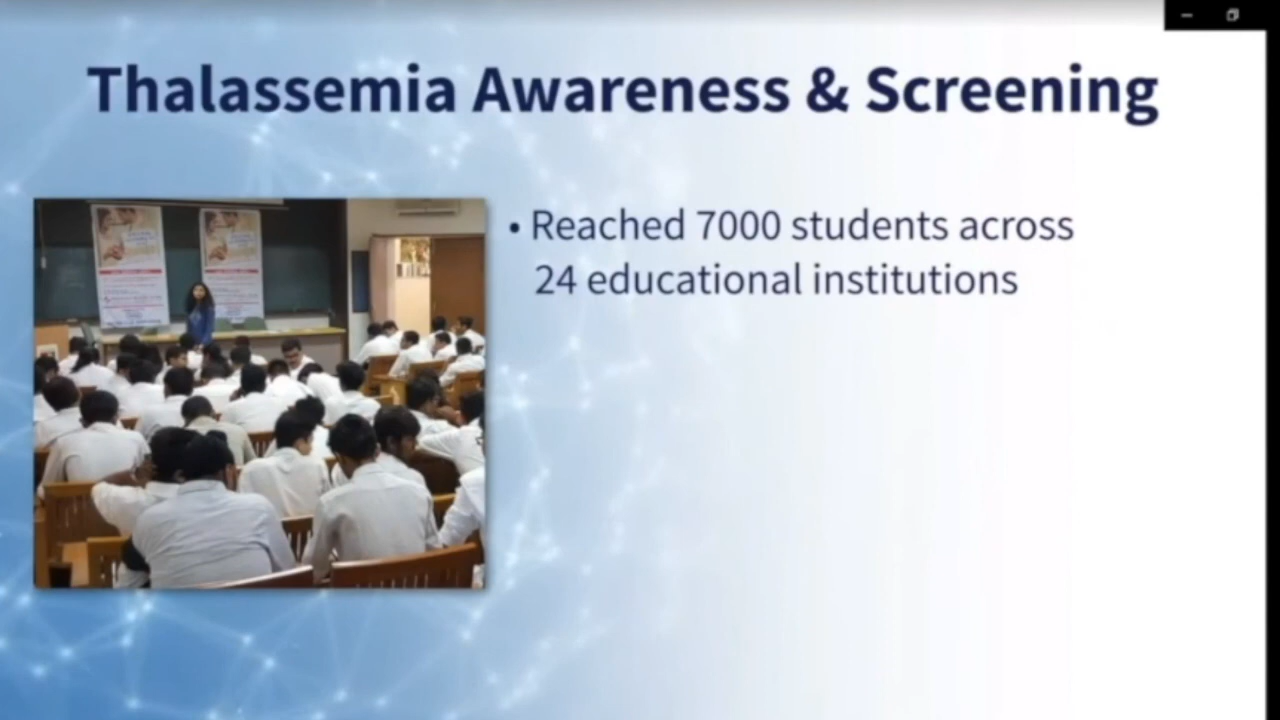 Thalassemia Awareness & Screening
• Reached 7000 students across
24 educational institutions